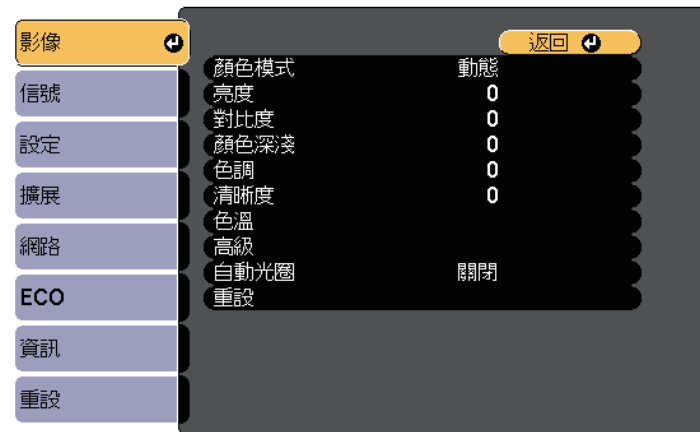 影像
信號
設定
擴展
網路
ECO
資訊
重設
返回
顏色模式 動態
亮度 0
對比度 0
顏色深淺 0
色調 0
清晰度 0
色溫
高級
自動光圈 關閉
重設